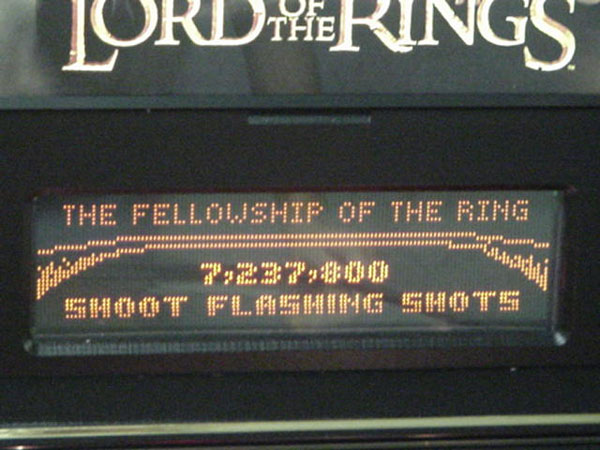 LORD OF THE RINGS
THE FELLOWSHIP OF THE RING
7,237,800
SHOOT FLASHING SHOTS